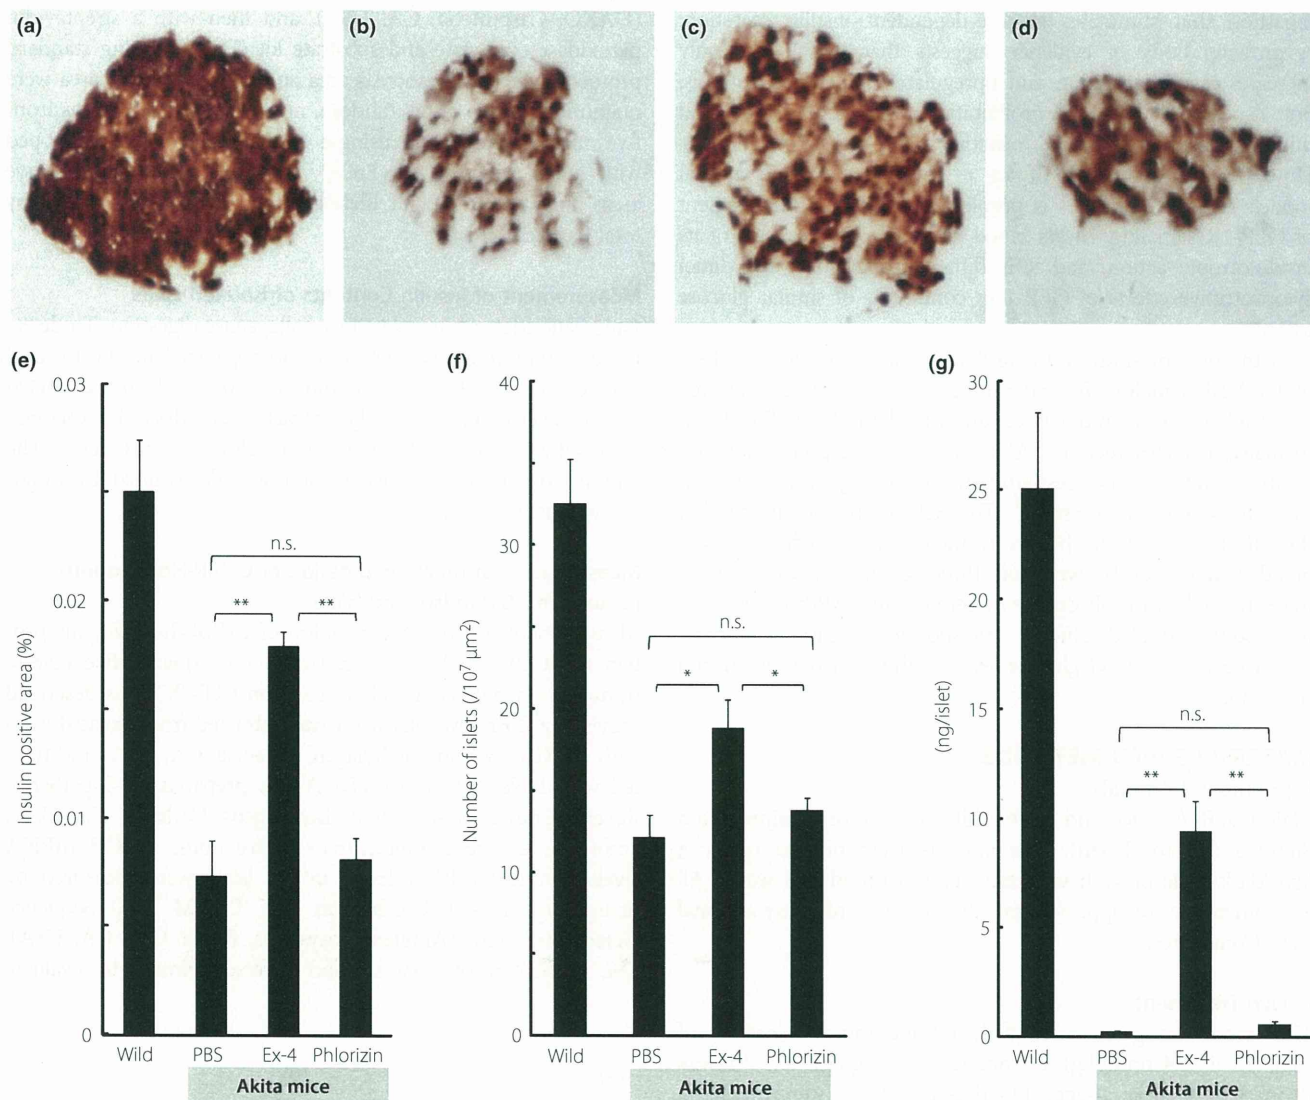 (a)
(b)
(c)
(d)
(e)
0.03
0.02
0.01
0
Insulin positive area (%)
n.s.
**
**
Wild
PBS
Ex-4
Phlorizin
Akita mice
(f)
40
30
20
10
0
Number of islets (/10⁷ μm²)
n.s.
*
*
Wild
PBS
Ex-4
Phlorizin
Akita mice
(g)
30
25
20
15
10
5
0
(ng/islet)
n.s.
**
**
Wild
PBS
Ex-4
Phlorizin
Akita mice